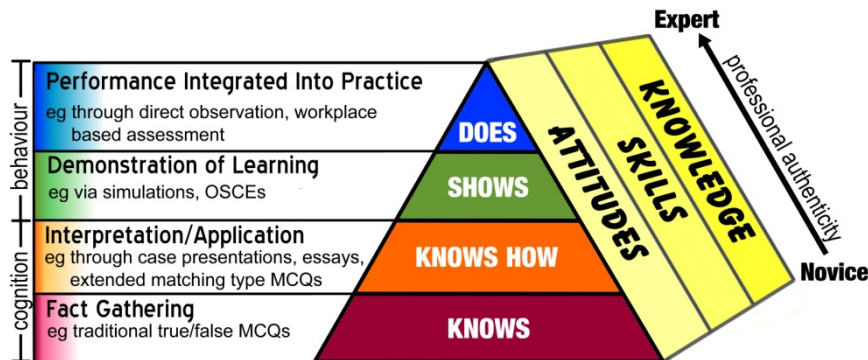 Expert
professional authenticity
Novice
behaviour
cognition
Performance Integrated Into Practice
eg through direct observation, workplace
based assessment
DOES
Demonstration of Learning
eg via simulations, OSCEs
SHOWS
Interpretation/Application
eg through case presentations, essays,
extended matching type MCQs
KNOWS HOW
Fact Gathering
eg traditional true/false MCQs
KNOWS
ATTITUDES
SKILLS
KNOWLEDGE